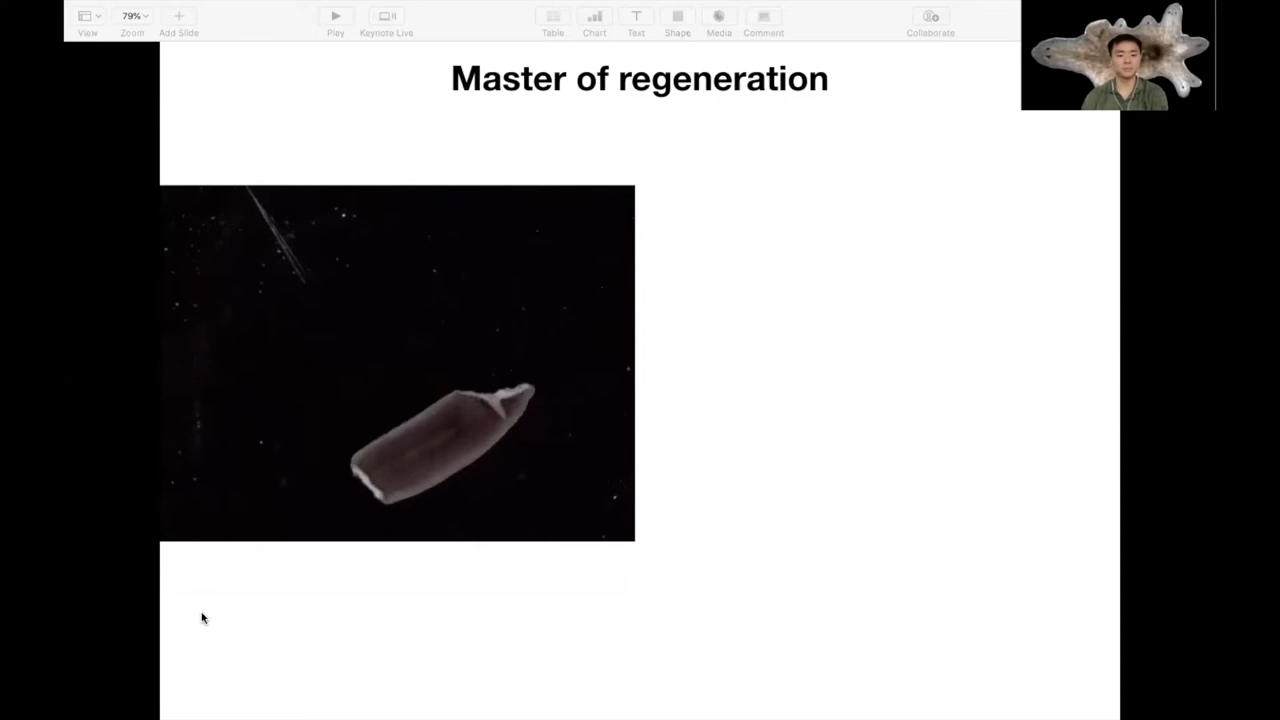 79%
View
Zoom
Add Slide
Play
Keynote Live
Table
Chart
Text
Shape
Media
Comment
Collaborate
Master of regeneration